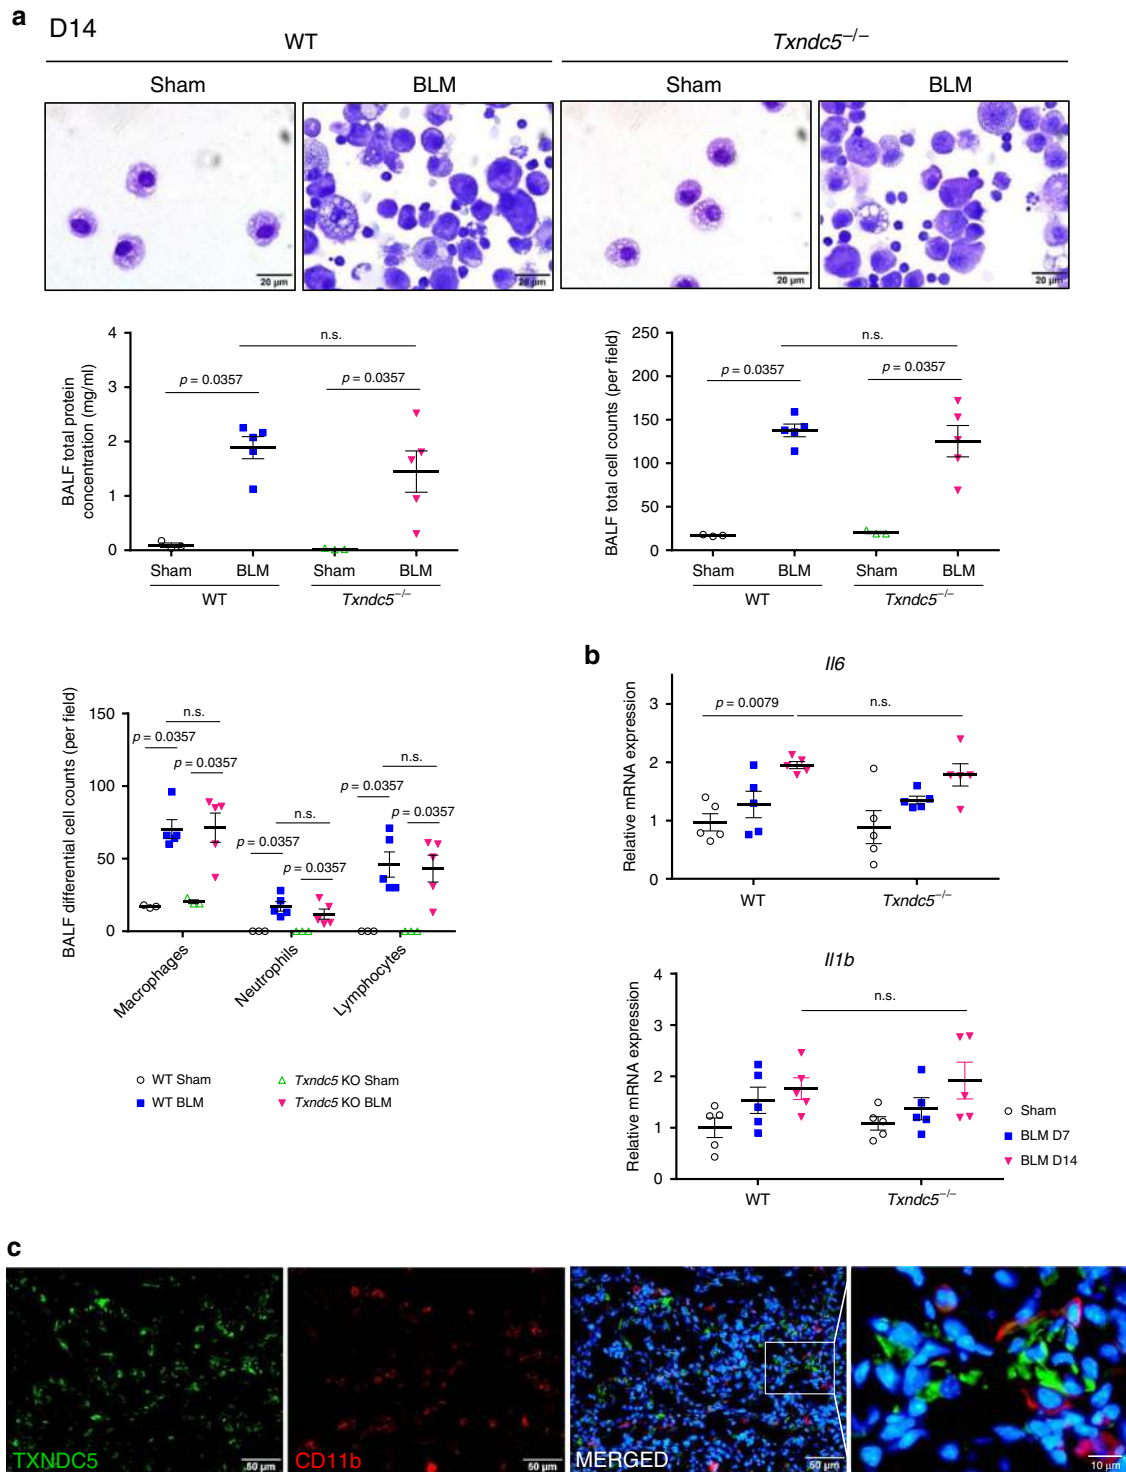 a
D14
WT
Txndc5–/–
Sham
BLM
Sham
BLM
20 µm
20 µm
20 µm
20 µm
BALF total protein
concentration (mg/ml)
4
3
2
1
0
n.s.
p = 0.0357
p = 0.0357
Sham
BLM
Sham
BLM
WT
Txndc5–/–
BALF total cell counts (per field)
250
200
150
100
50
0
n.s.
p = 0.0357
p = 0.0357
Sham
BLM
Sham
BLM
WT
Txndc5–/–
BALF differential cell counts (per field)
150
100
50
0
n.s.
p = 0.0357
p = 0.0357
n.s.
p = 0.0357
p = 0.0357
n.s.
p = 0.0357
p = 0.0357
Macrophages
Neutrophils
Lymphocytes
WT Sham
Txndc5 KO Sham
WT BLM
Txndc5 KO BLM
b
Il6
Relative mRNA expression
3
2
1
0
p = 0.0079
n.s.
WT
Txndc5–/–
Il1b
Relative mRNA expression
4
3
2
1
0
n.s.
WT
Txndc5–/–
Sham
BLM D7
BLM D14
c
TXNDC5
50 µm
CD11b
50 µm
MERGED
50 µm
10 µm